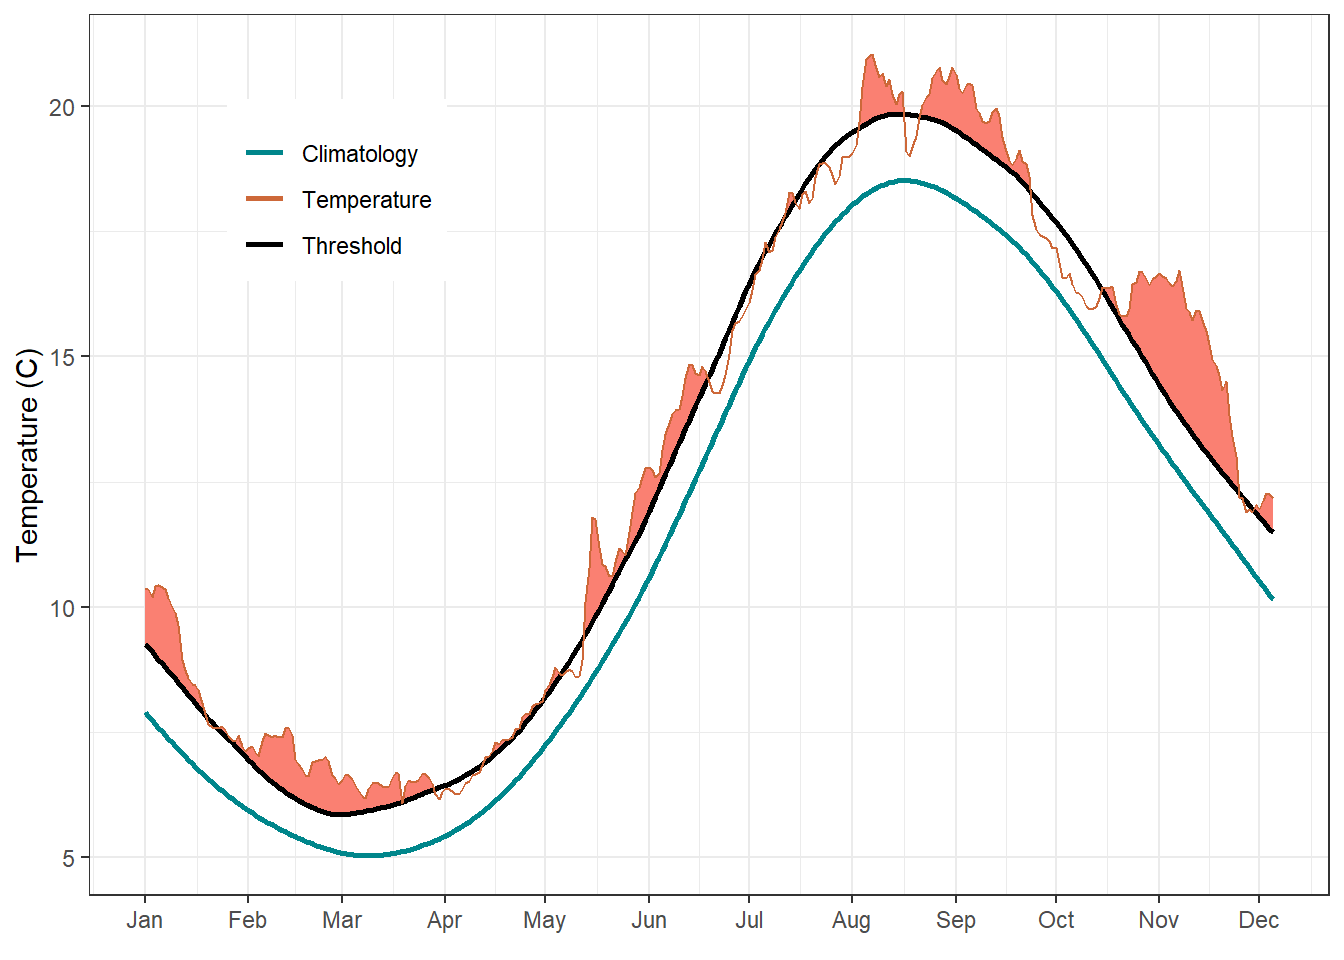 Temperature (C)
20
15
10
5
Climatology
Temperature
Threshold
Jan Feb Mar Apr May Jun Jul Aug Sep Oct Nov Dec